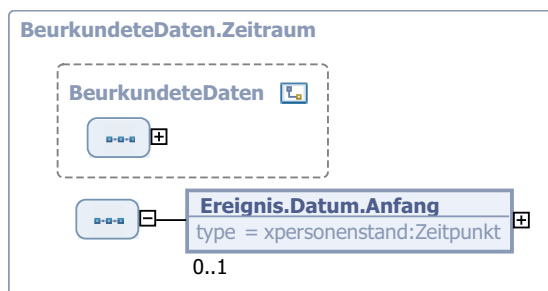 BeurkundeteDaten.Zeitraum
BeurkundeteDaten
Ereignis.Datum.Anfang
type = xpersonenstand:Zeitpunkt
0..1